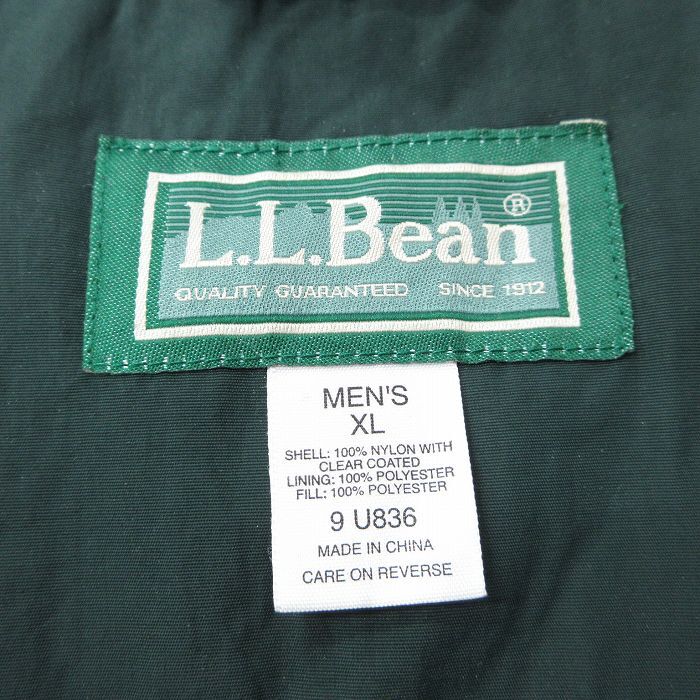 L.L.Bean®
QUALITY GUARANTEED SINCE 1912
MEN'S
XL
SHELL: 100% NYLON WITH
CLEAR COATED
LINING: 100% POLYESTER
FILL: 100% POLYESTER
9 U836
MADE IN CHINA
CARE ON REVERSE